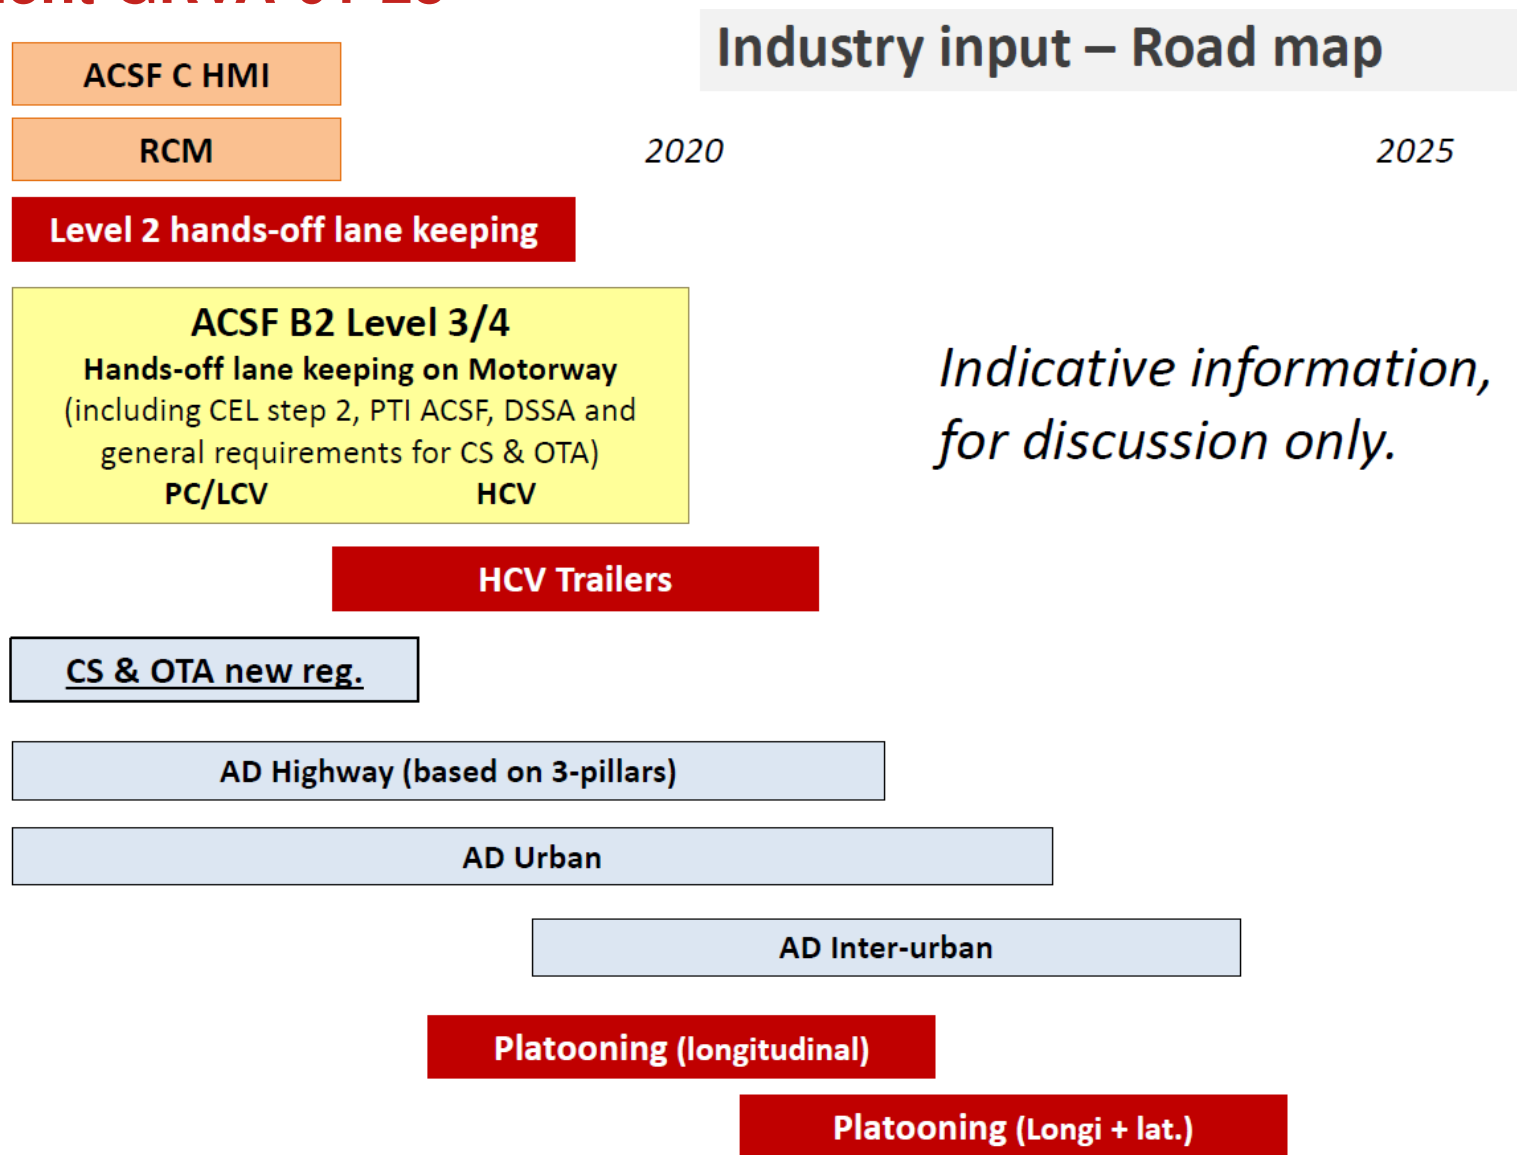 Industry input – Road map
ACSF C HMI
RCM
2020
2025
Level 2 hands-off lane keeping
ACSF B2 Level 3/4
Hands-off lane keeping on Motorway
(including CEL step 2, PTI ACSF, DSSA and
general requirements for CS & OTA)
PC/LCV HCV
Indicative information,
for discussion only.
HCV Trailers
CS & OTA new reg.
AD Highway (based on 3-pillars)
AD Urban
AD Inter-urban
Platooning (longitudinal)
Platooning (Longi + lat.)